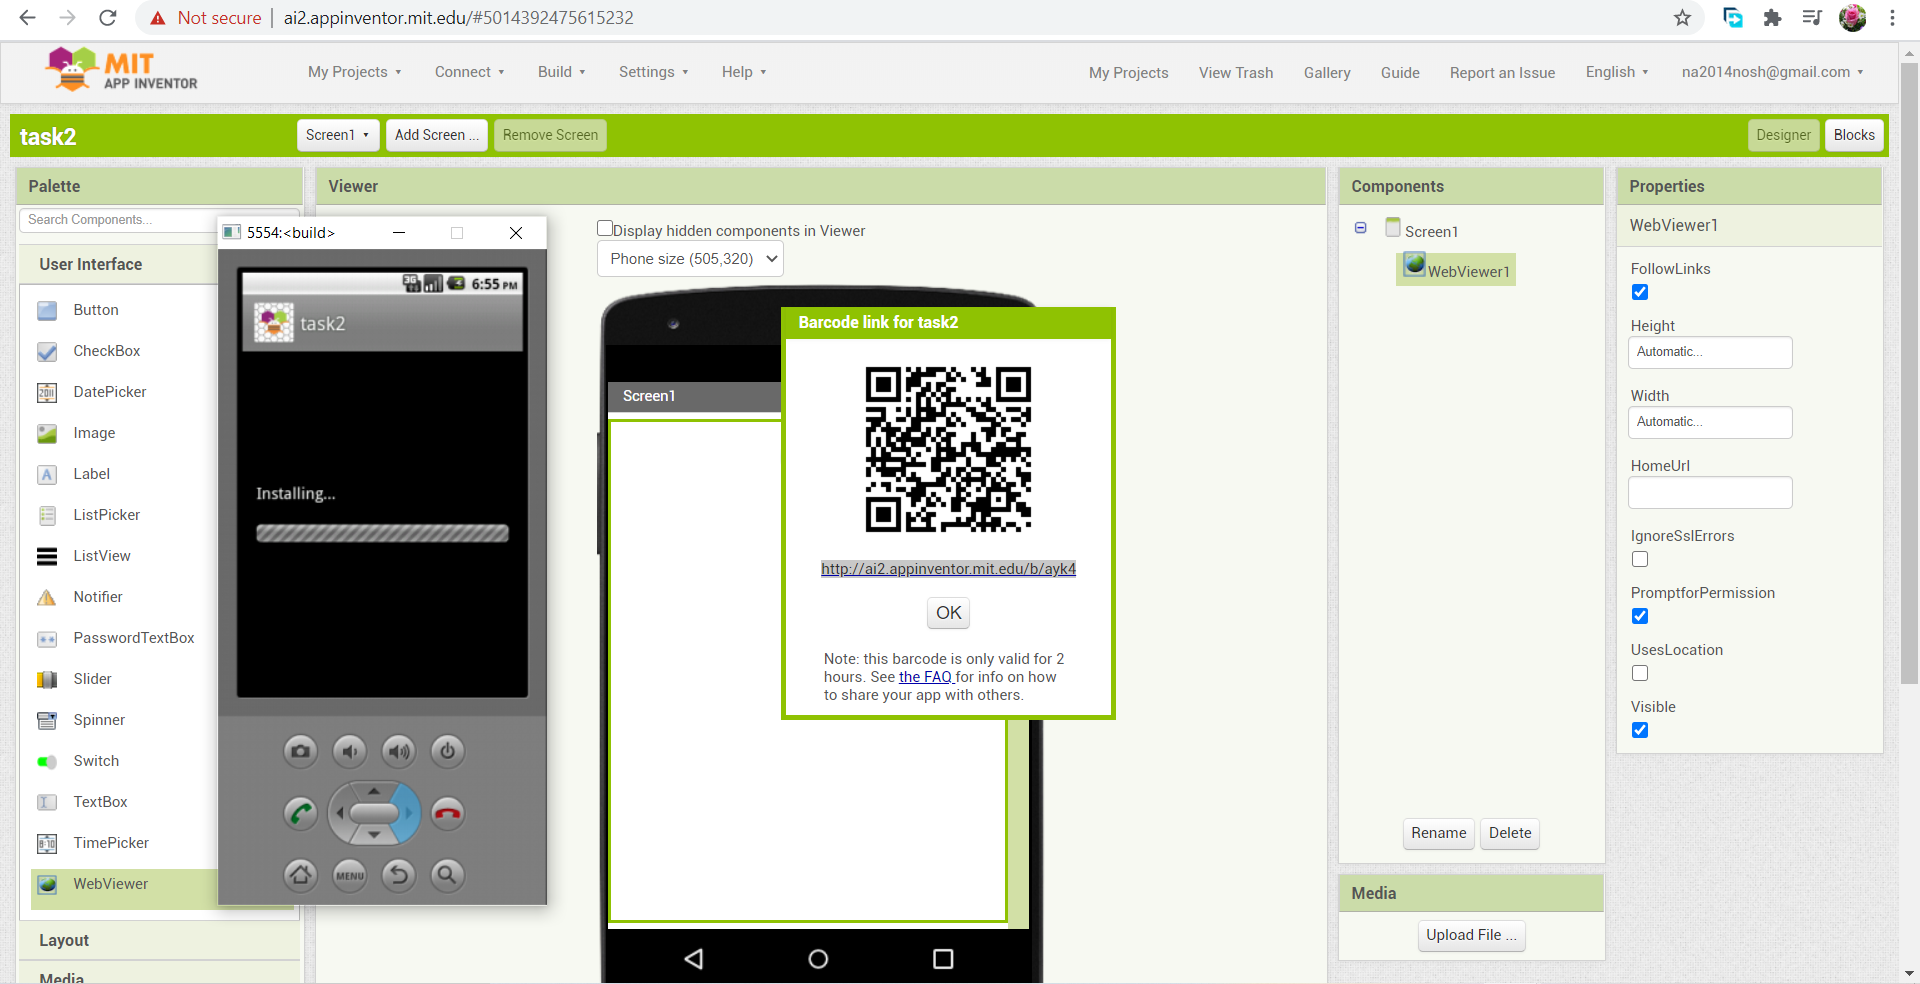 Not secure | ai2.appinventor.mit.edu/#5014392475615232
MIT
APP INVENTOR
My Projects Connect Build Settings Help
My Projects View Trash Gallery Guide Report an Issue English na2014nosh@gmail.com
task2
Screen1 Add Screen ... Remove Screen
Designer Blocks
Palette
Search Components...
User Interface
Button
CheckBox
DatePicker
Image
Label
ListPicker
ListView
Notifier
PasswordTextBox
Slider
Spinner
Switch
TextBox
TimePicker
WebViewer
Layout
Media
5554:<build>
3G
6:55 PM
task2
Installing...
MENU
Viewer
Display hidden components in Viewer
Phone size (505,320)
Screen1
Barcode link for task2
http://ai2.appinventor.mit.edu/b/ayk4
OK
Note: this barcode is only valid for 2
hours. See the FAQ for info on how
to share your app with others.
Components
Screen1
WebViewer1
Rename Delete
Media
Upload File ...
Properties
WebViewer1
FollowLinks
Height
Automatic...
Width
Automatic...
HomeUrl
IgnoreSslErrors
PromptforPermission
UsesLocation
Visible